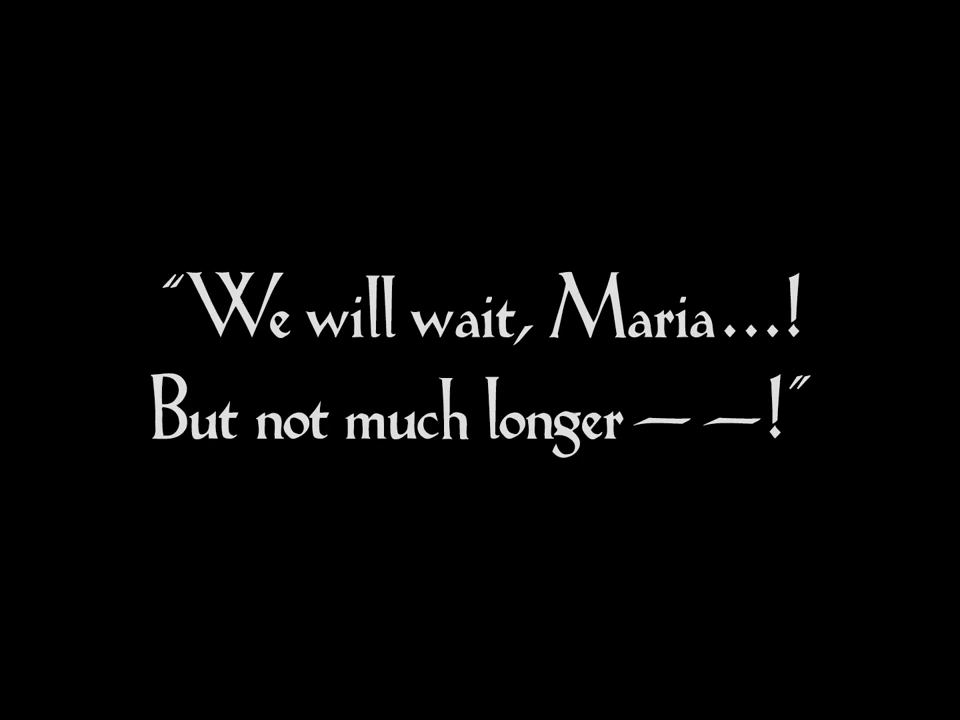 "We will wait, Maria...!
But not much longer — —!"